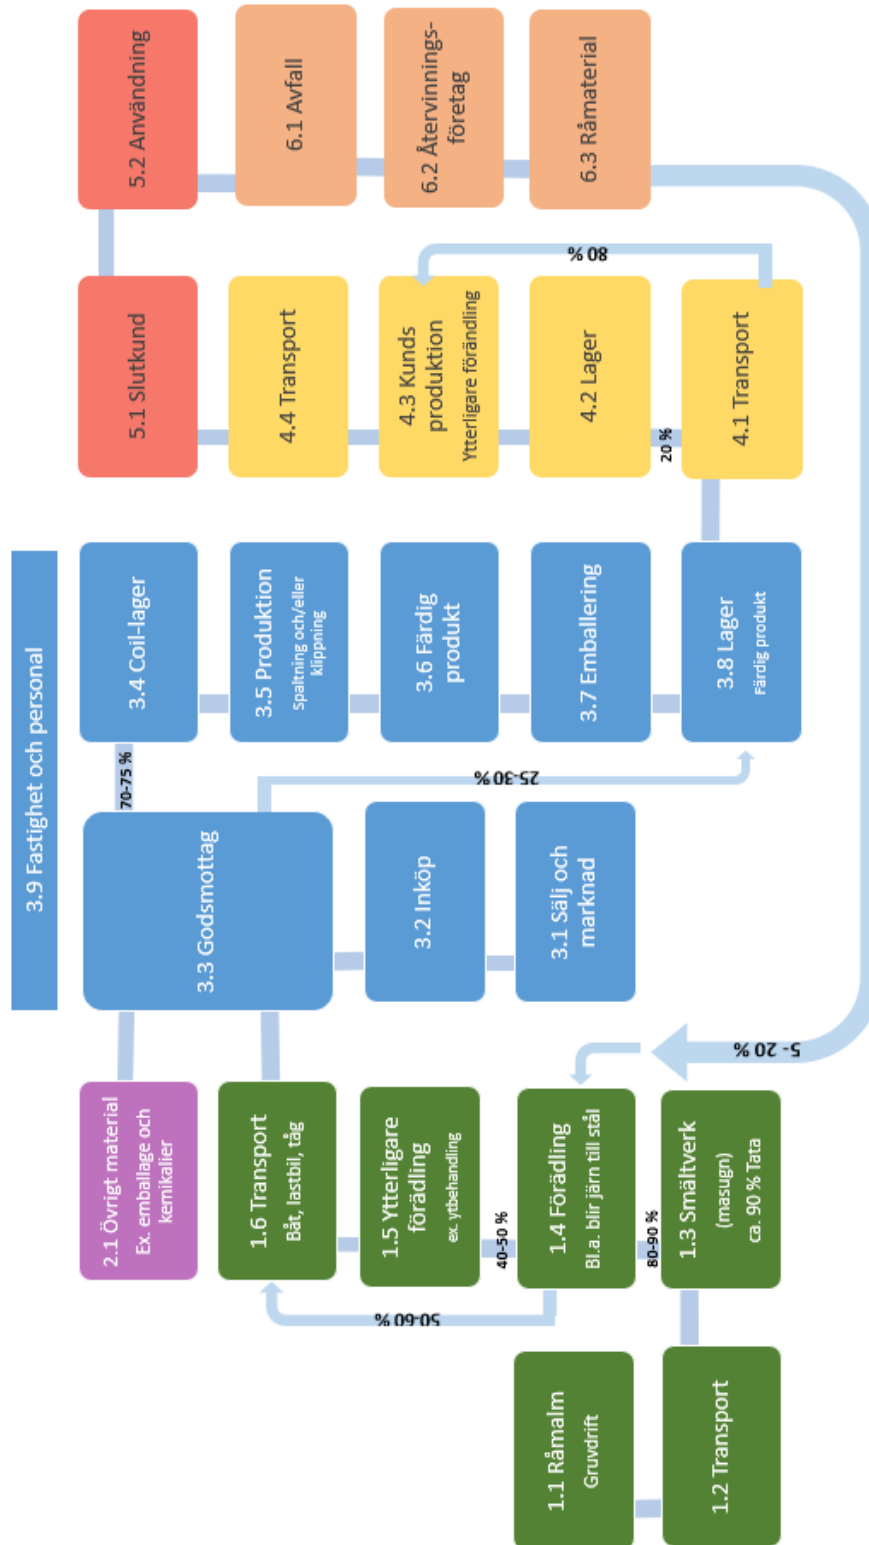 3.9 Fastighet och personal
1.1 Råmalm
Gruvdrift
1.2 Transport
1.3 Smältverk
(masugn)
ca. 90 % Tata
80-90 %
1.4 Förädling
Bl.a. blir järn till stål
40-50 %
50-60 %
1.5 Ytterligare
förädling
ex. ytbehandling
1.6 Transport
Båt, lastbil, tåg
2.1 Övrigt material
Ex. emballage och
kemikalier
3.1 Sälj och
marknad
3.2 Inköp
3.3 Godsmottag
70-75 %
25-30 %
3.4 Coil-lager
3.5 Produktion
Spaltning och/eller
klippning
3.6 Färdig
produkt
3.7 Emballering
3.8 Lager
Färdig produkt
4.1 Transport
20 %
80 %
4.2 Lager
4.3 Kunds
produktion
Ytterligare förändling
4.4 Transport
5.1 Slutkund
5.2 Användning
6.1 Avfall
6.2 Återvinnings-
företag
6.3 Råmaterial
5- 20 %